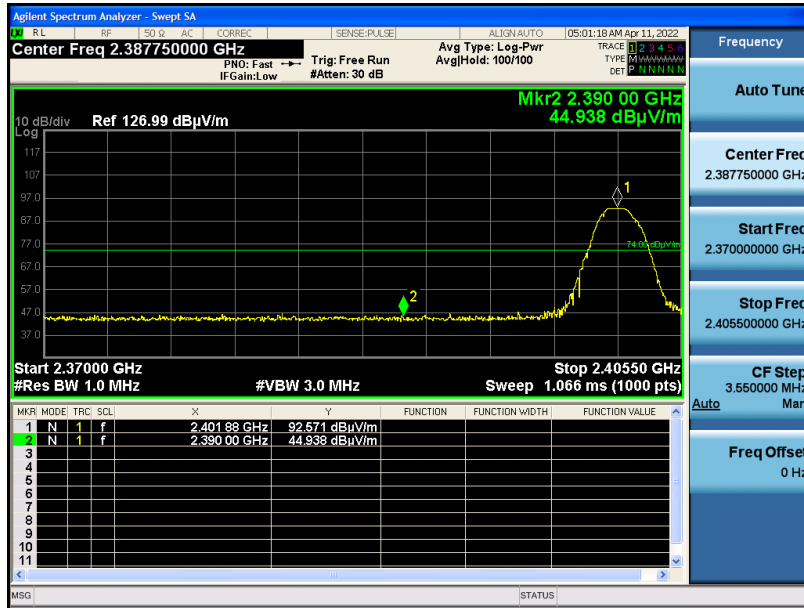 Agilent Spectrum Analyzer - Swept SA
LXI RL RF 50 Ω AC CORREC SENSE:PULSE ALIGN AUTO 05:01:18 AM Apr 11, 2022
Center Freq 2.387750000 GHz
PNO: Fast
IFGain:Low
Trig: Free Run
#Atten: 30 dB
Avg Type: Log-Pwr
Avg|Hold: 100/100
TRACE 1 2 3 4 5 6
TYPE M
DET P N N N N N
Mkr2 2.390 00 GHz
44.938 dBµV/m
10 dB/div Ref 126.99 dBµV/m
Log
117
107
97.0
87.0
77.0
67.0
57.0
47.0
37.0
1
74.00 dBµV/m
2
Start 2.37000 GHz Stop 2.40550 GHz
#Res BW 1.0 MHz #VBW 3.0 MHz Sweep 1.066 ms (1000 pts)
MKR MODE TRC SCL X Y FUNCTION FUNCTION WIDTH FUNCTION VALUE
1 N 1 f 2.401 88 GHz 92.571 dBµV/m
2 N 1 f 2.390 00 GHz 44.938 dBµV/m
3
4
5
6
7
8
9
10
11
MSG STATUS
Frequency
Auto Tune
Center Freq
2.387750000 GHz
Start Freq
2.370000000 GHz
Stop Freq
2.405500000 GHz
CF Step
3.550000 MHz
Auto Man
Freq Offset
0 Hz